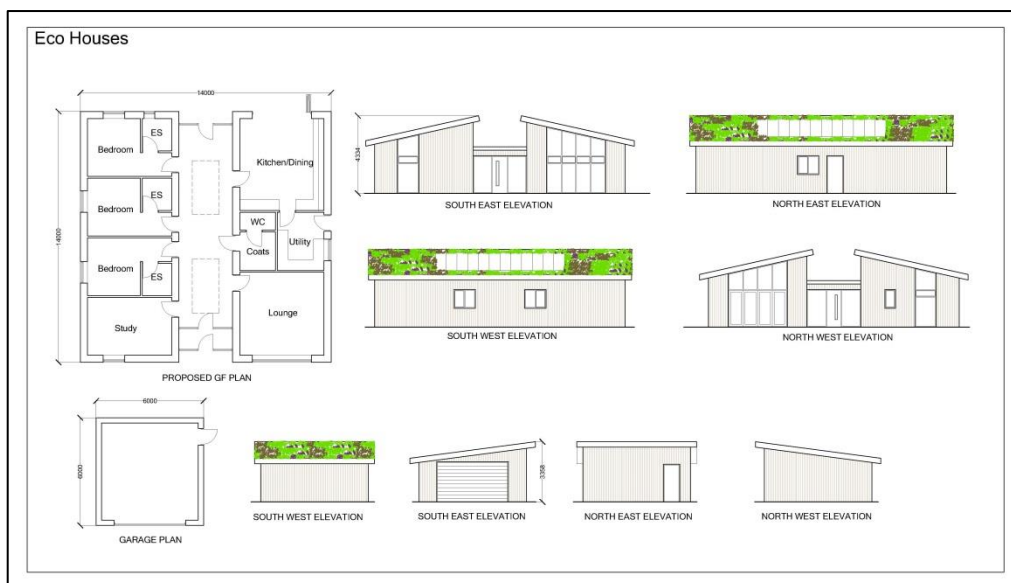 Eco Houses
14000
14000
Bedroom
ES
Kitchen/Dining
Bedroom
ES
WC
Coats
Utility
Bedroom
ES
Study
Lounge
PROPOSED GF PLAN
4334
SOUTH EAST ELEVATION
NORTH EAST ELEVATION
SOUTH WEST ELEVATION
NORTH WEST ELEVATION
6000
6000
GARAGE PLAN
SOUTH WEST ELEVATION
3358
SOUTH EAST ELEVATION
NORTH EAST ELEVATION
NORTH WEST ELEVATION